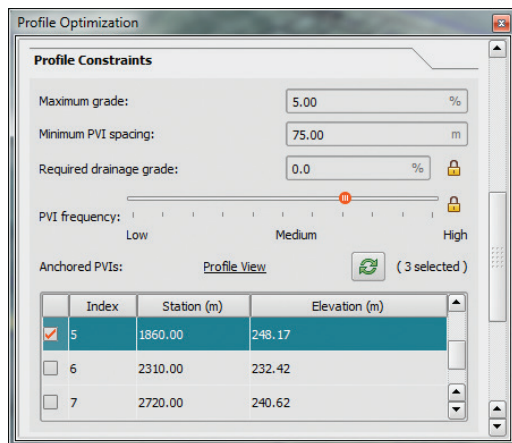 Profile Optimization
Profile Constraints
Maximum grade: 5.00 %
Minimum PVI spacing: 75.00 m
Required drainage grade: 0.0 %
PVI frequency:
Low Medium High
Anchored PVIs: Profile View ( 3 selected )
Index Station (m) Elevation (m)
5 1860.00 248.17
6 2310.00 232.42
7 2720.00 240.62